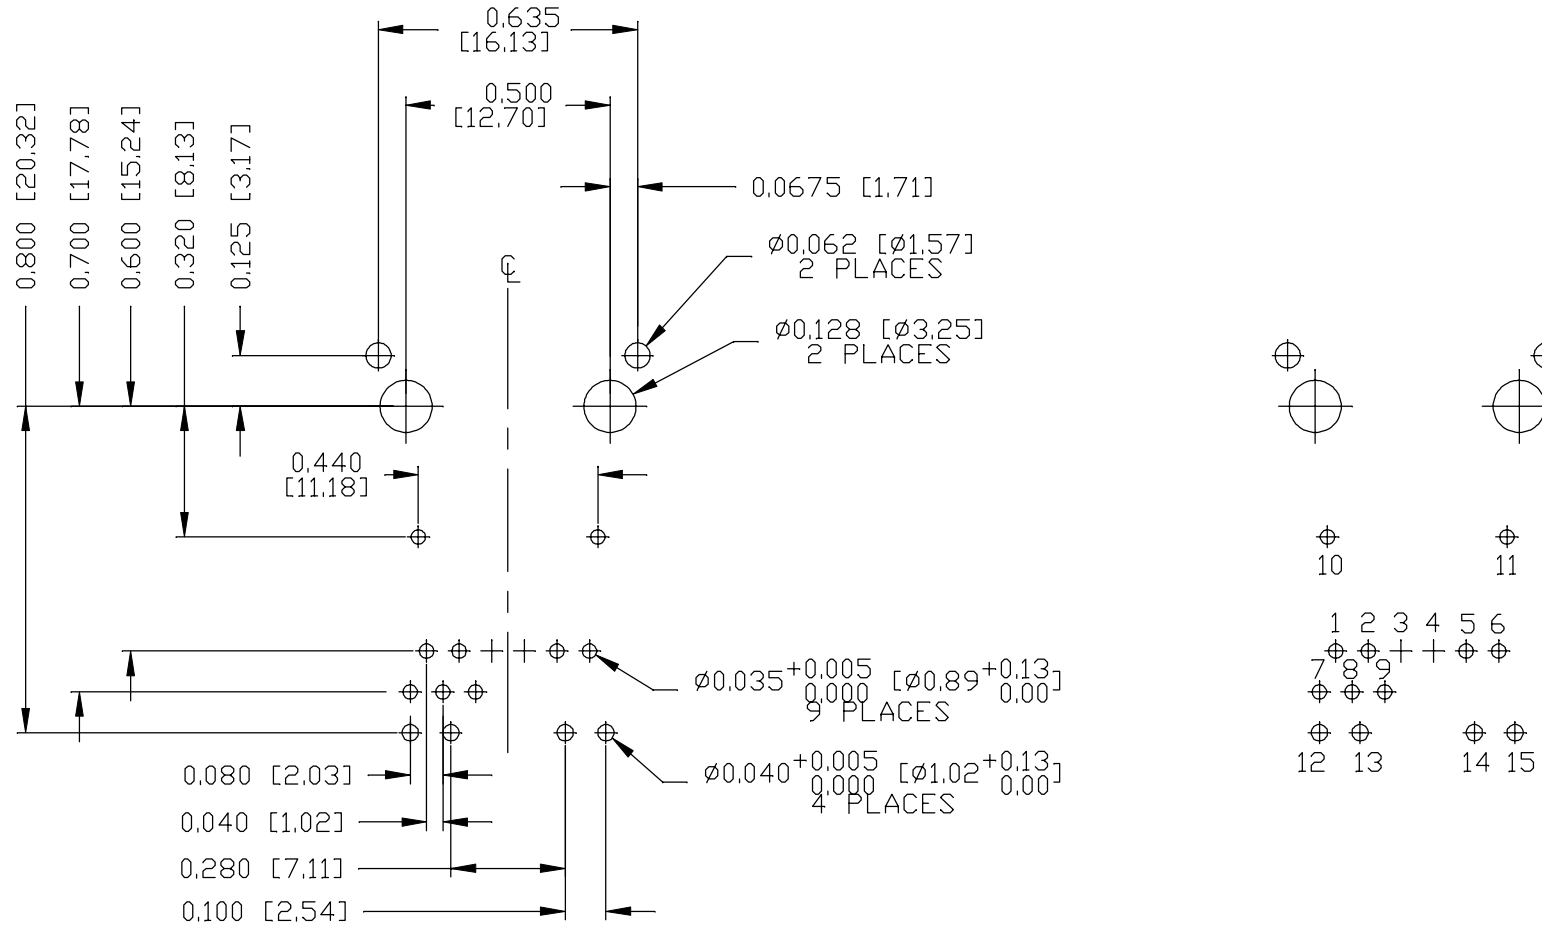 0.635
[16.13]
0.500
[12.70]
0.800 [20.32]
0.700 [17.78]
0.600 [15.24]
0.320 [8.13]
0.125 [3.17]
0.0675 [1.71]
Ø0.062 [Ø1.57]
2 PLACES
℄
Ø0.128 [Ø3.25]
2 PLACES
0.440
[11.18]
10 11
1 2 3 4 5 6
7 8 9
Ø0.035 +0.005 [Ø0.89 +0.13]
0.000 0.00
9 PLACES
12 13 14 15
Ø0.040 +0.005 [Ø1.02 +0.13]
0.000 0.00
4 PLACES
0.080 [2.03]
0.040 [1.02]
0.280 [7.11]
0.100 [2.54]